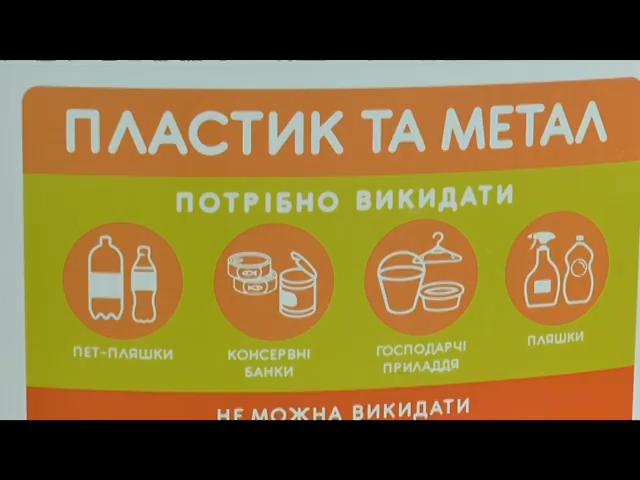 ПЛАСТИК ТА МЕТАЛ
ПОТРІБНО ВИКИДАТИ
ПЕТ-ПЛЯШКИ
КОНСЕРВНІ
БАНКИ
ГОСПОДАРЧІ
ПРИЛАДДЯ
ПЛЯШКИ
НЕ МОЖНА ВИКИДАТИ